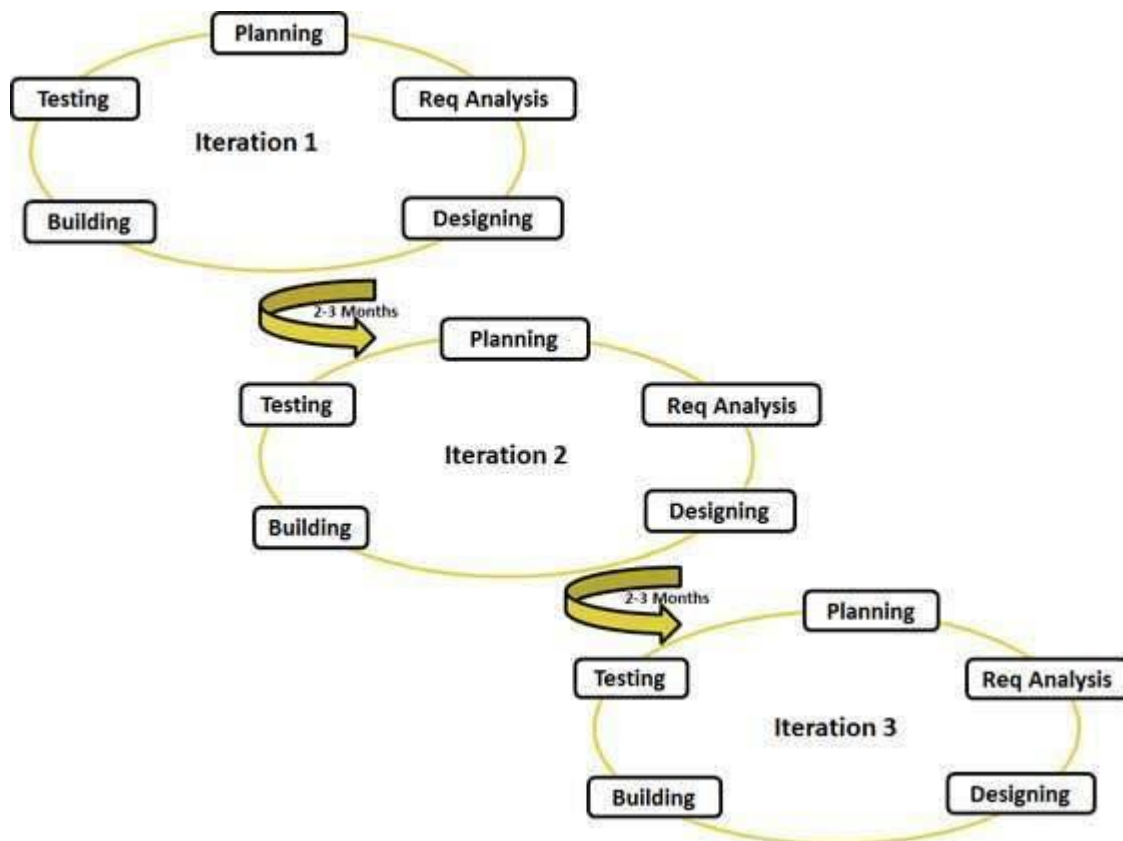 Planning
Testing
Req Analysis
Iteration 1
Building
Designing
2-3 Months
Planning
Testing
Req Analysis
Iteration 2
Building
Designing
2-3 Months
Planning
Testing
Req Analysis
Iteration 3
Building
Designing